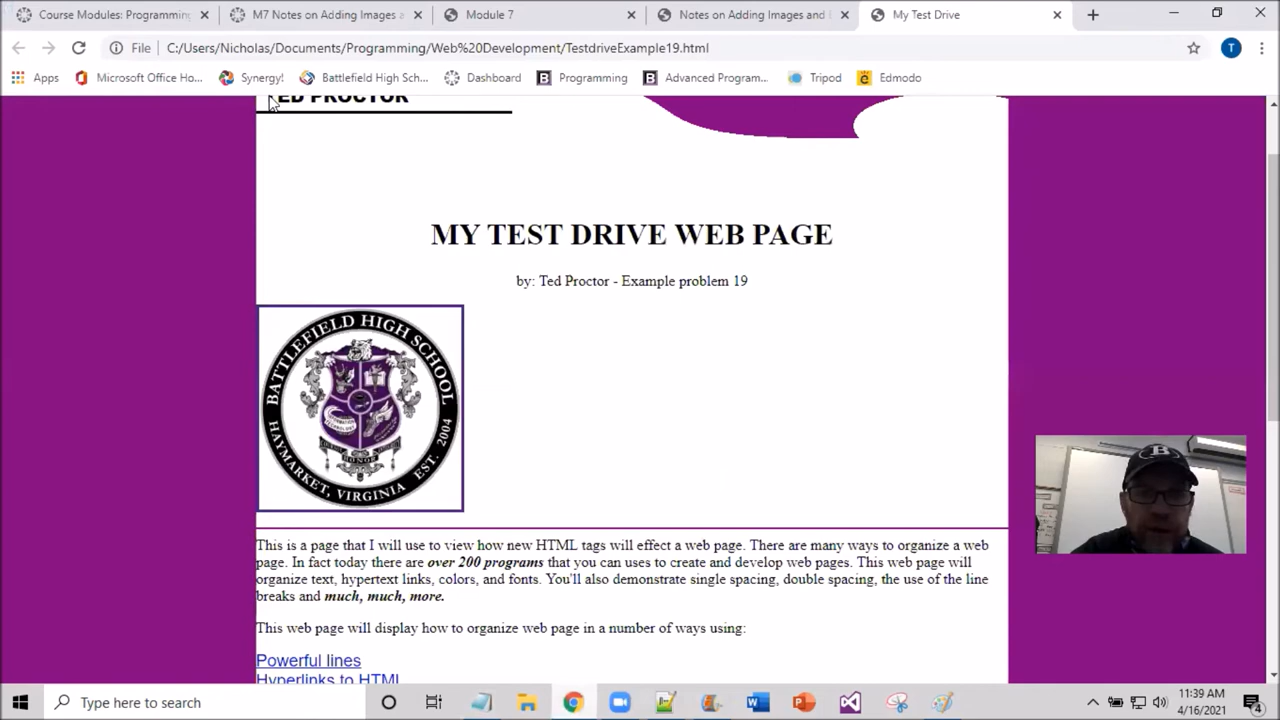 Course Modules: Programming
M7 Notes on Adding Images a
Module 7
Notes on Adding Images and B
My Test Drive
File
C:/Users/Nicholas/Documents/Programming/Web%20Development/TestdriveExample19.html
T
Apps
Microsoft Office Ho...
Synergy!
Battlefield High Sch...
Dashboard
Programming
Advanced Program...
Tripod
Edmodo
TED PROCTOR
MY TEST DRIVE WEB PAGE
by: Ted Proctor - Example problem 19
BATTLEFIELD HIGH SCHOOL
HAYMARKET, VIRGINIA EST. 2004
HONOR
This is a page that I will use to view how new HTML tags will effect a web page. There are many ways to organize a web
page. In fact today there are over 200 programs that you can uses to create and develop web pages. This web page will
organize text, hypertext links, colors, and fonts. You'll also demonstrate single spacing, double spacing, the use of the line
breaks and much, much, more.
This web page will display how to organize web page in a number of ways using:
Powerful lines
Hyperlinks to HTML
B
Type here to search
11:39 AM
4/16/2021
4